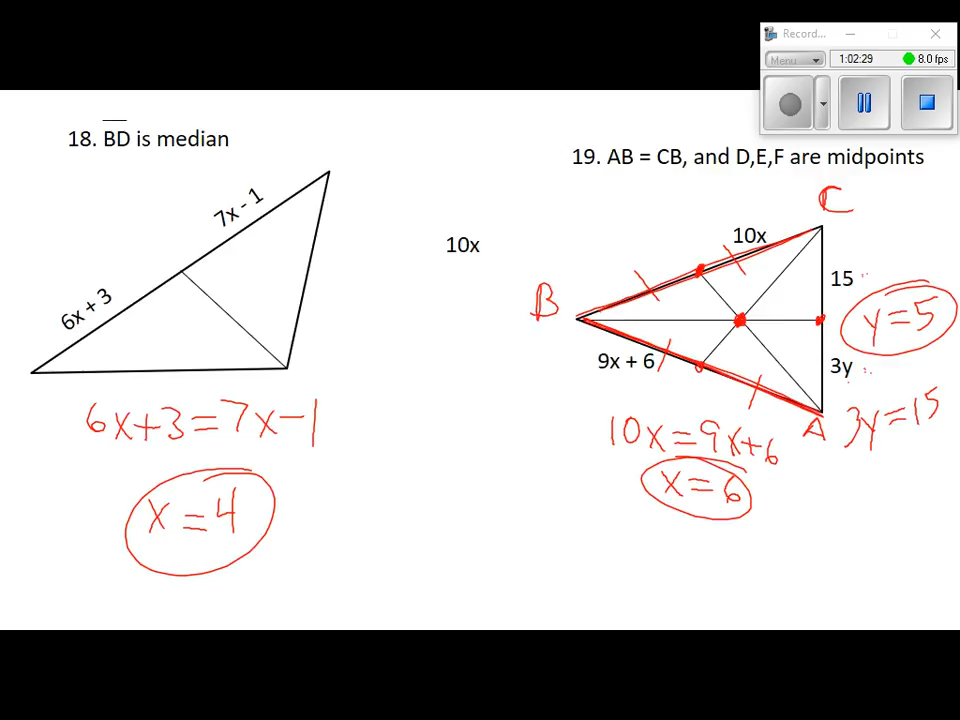 Record...
Menu
1:02:29
8.0 fps
18. BD is median
7x - 1
6x + 3
6x+3=7x-1
x=4
10x
19. AB = CB, and D,E,F are midpoints
C
10x
B
15
y=5
9x + 6
3y
A
3y=15
10x=9x+6
x=6